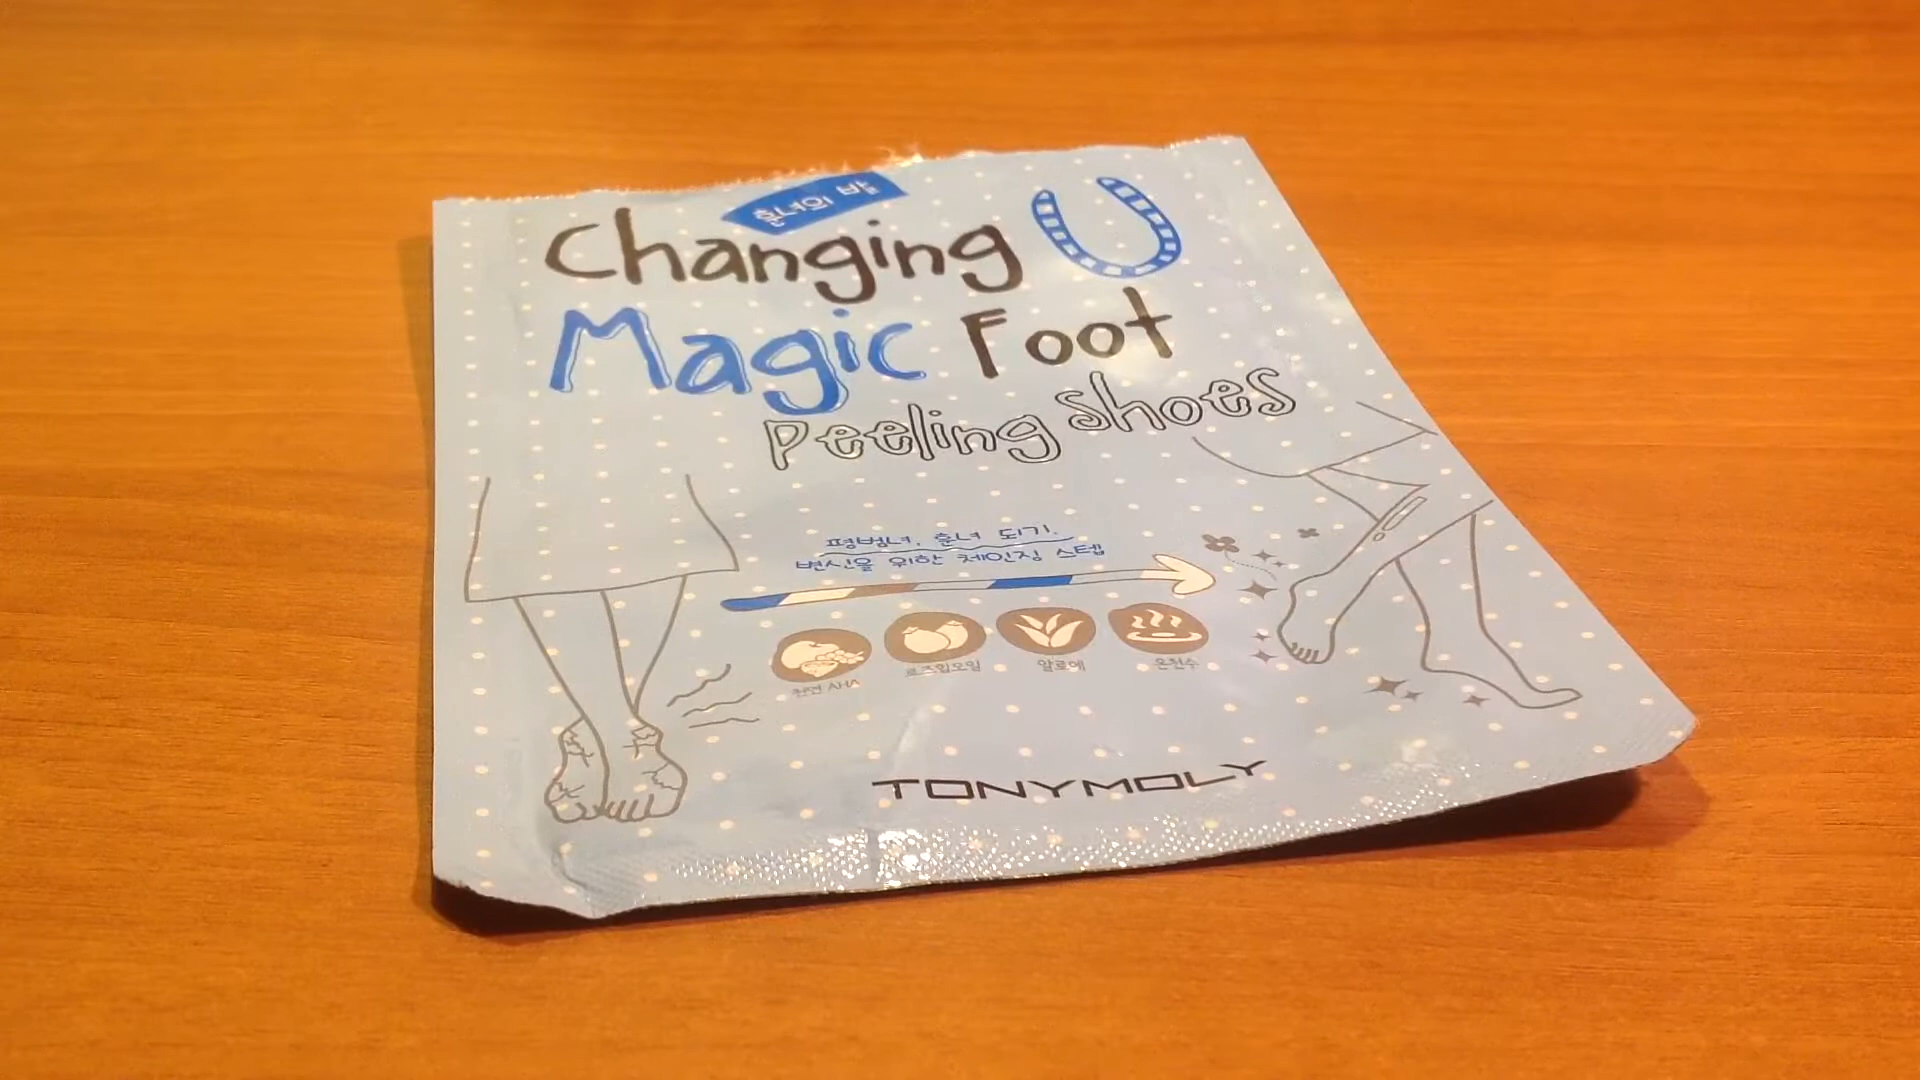 훈녀의 발
Changing U
Magic Foot
Peeling Shoes
평범녀, 훈녀 되기.
변신을 위한 체인징 스텝
천연 AHA
로즈힙오일
알로에
온천수
TONYMOLY